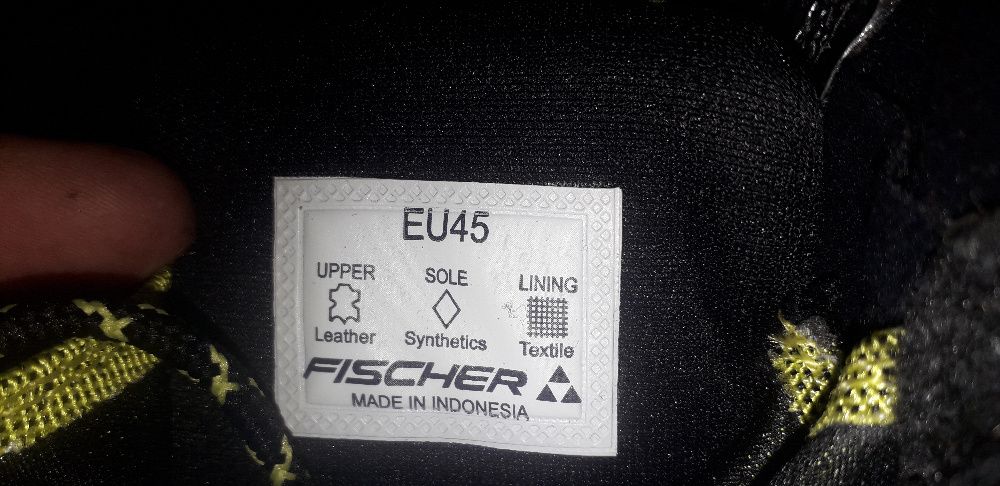 EU45
UPPER SOLE LINING
Leather Synthetics Textile
FISCHER
MADE IN INDONESIA